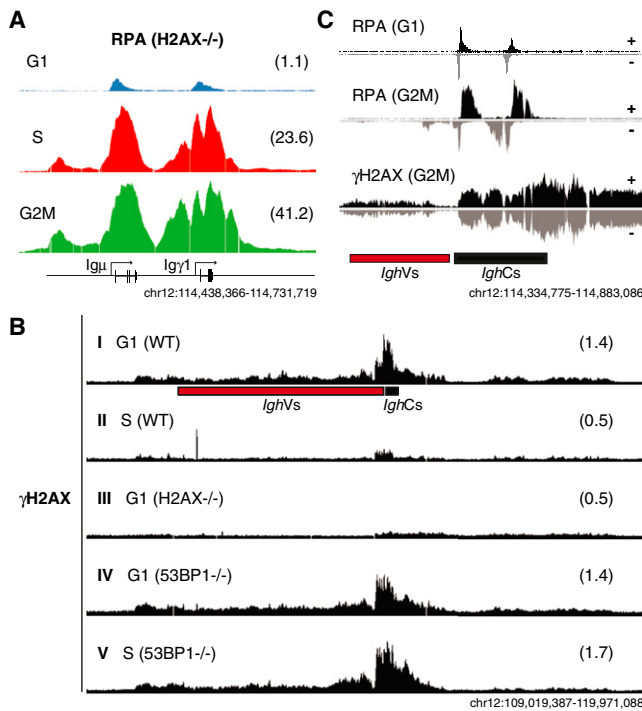 A
RPA (H2AX-/-)
G1 (1.1)
S (23.6)
G2M (41.2)
Igμ Igγ1
chr12:114,438,366-114,731,719
C
RPA (G1)
+
-
RPA (G2M)
+
-
γH2AX (G2M)
+
-
IghVs IghCs
chr12:114,334,775-114,883,086
B
γH2AX
I G1 (WT) (1.4)
IghVs IghCs
II S (WT) (0.5)
III G1 (H2AX-/-) (0.5)
IV G1 (53BP1-/-) (1.4)
V S (53BP1-/-) (1.7)
chr12:109,019,387-119,971,088